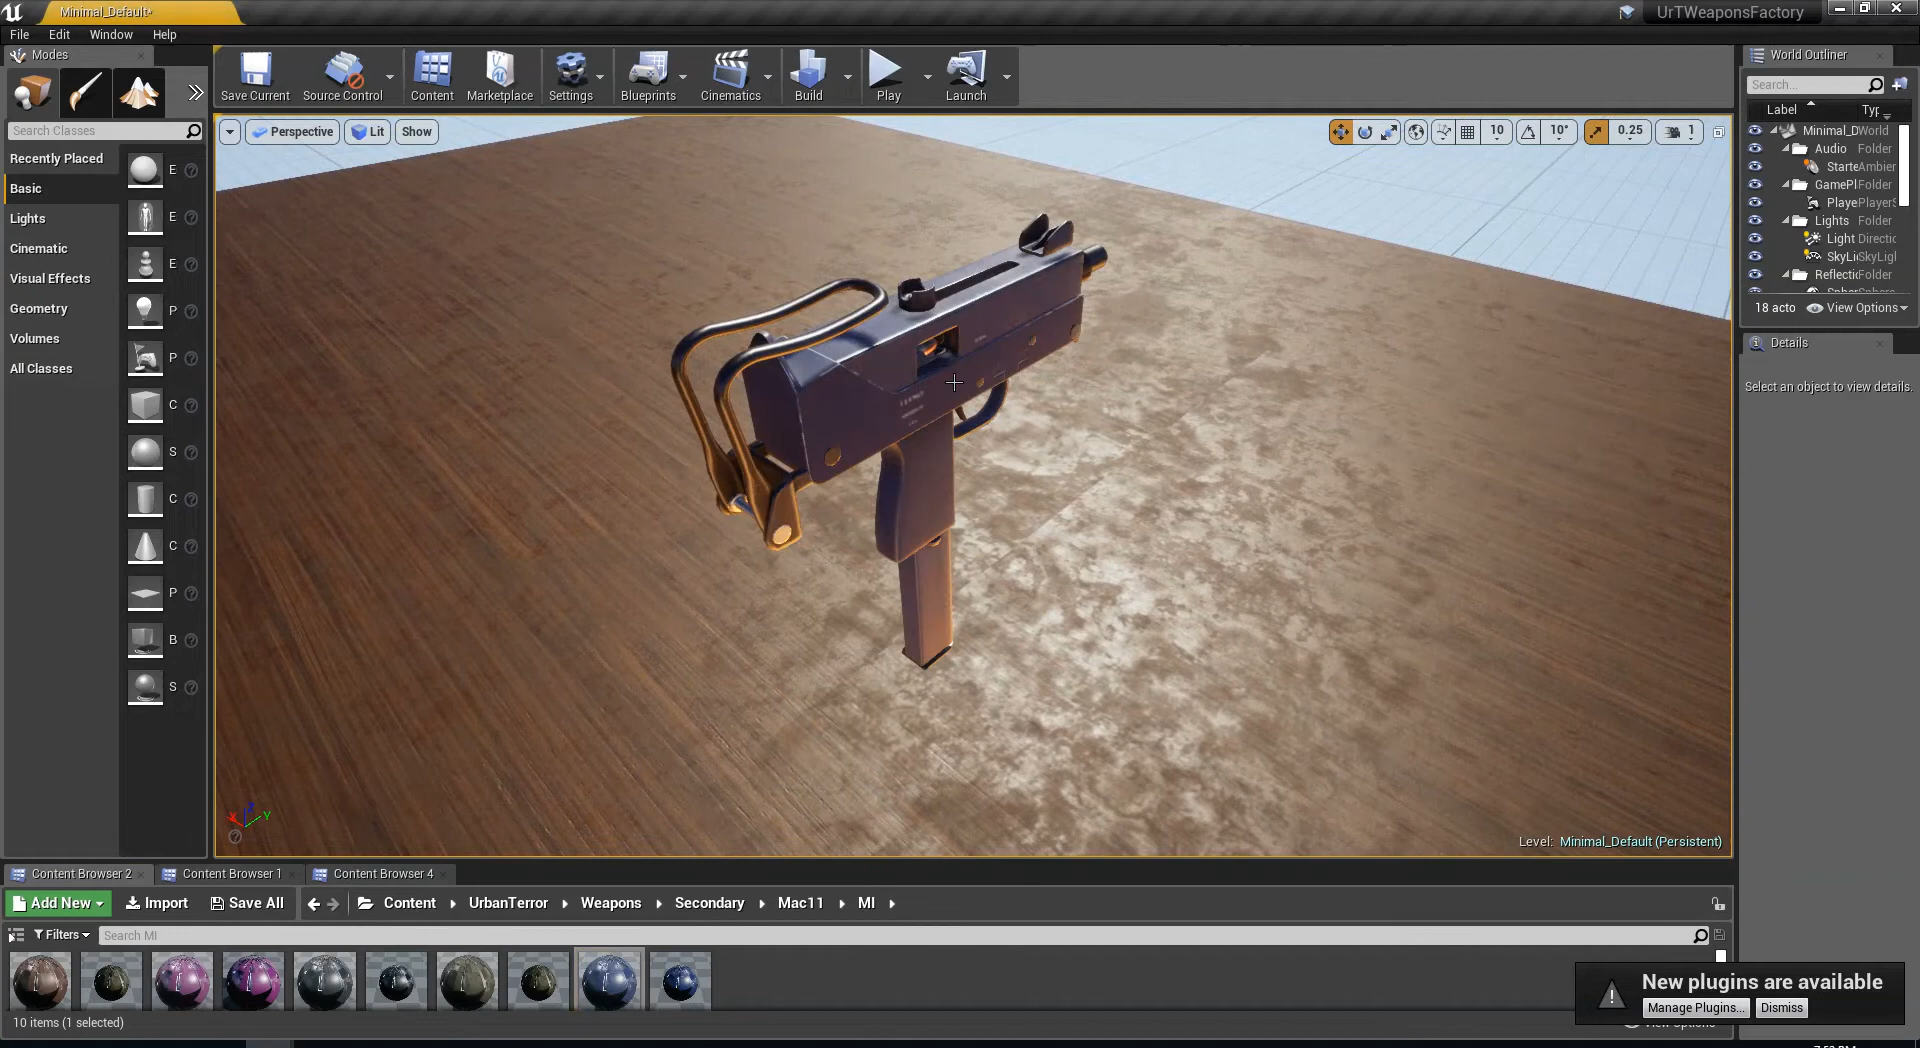 Minimal_Default*
UrTWeaponsFactory
File Edit Window Help
Modes
Save Current
Source Control
Content
Marketplace
Settings
Blueprints
Cinematics
Build
Play
Launch
World Outliner
Search Classes
Perspective
Lit
Show
10
10°
0.25
1
Search...
Label
Typ
Recently Placed
Basic
Lights
Cinematic
Visual Effects
Geometry
Volumes
All Classes
E
E
E
P
P
C
S
C
C
P
B
S
Minimal_D World
Audio Folder
Starte Ambier
GamePl Folder
Playe PlayerS
Lights Folder
Light Directic
SkyLi SkyLigl
Reflectic Folder
18 acto
View Options
Details
Select an object to view details.
X
Z
Y
Level: Minimal_Default (Persistent)
Content Browser 2
Content Browser 1
Content Browser 4
Add New
Import
Save All
Content
UrbanTerror
Weapons
Secondary
Mac11
MI
Filters
Search MI
10 items (1 selected)
New plugins are available
Manage Plugins...
Dismiss